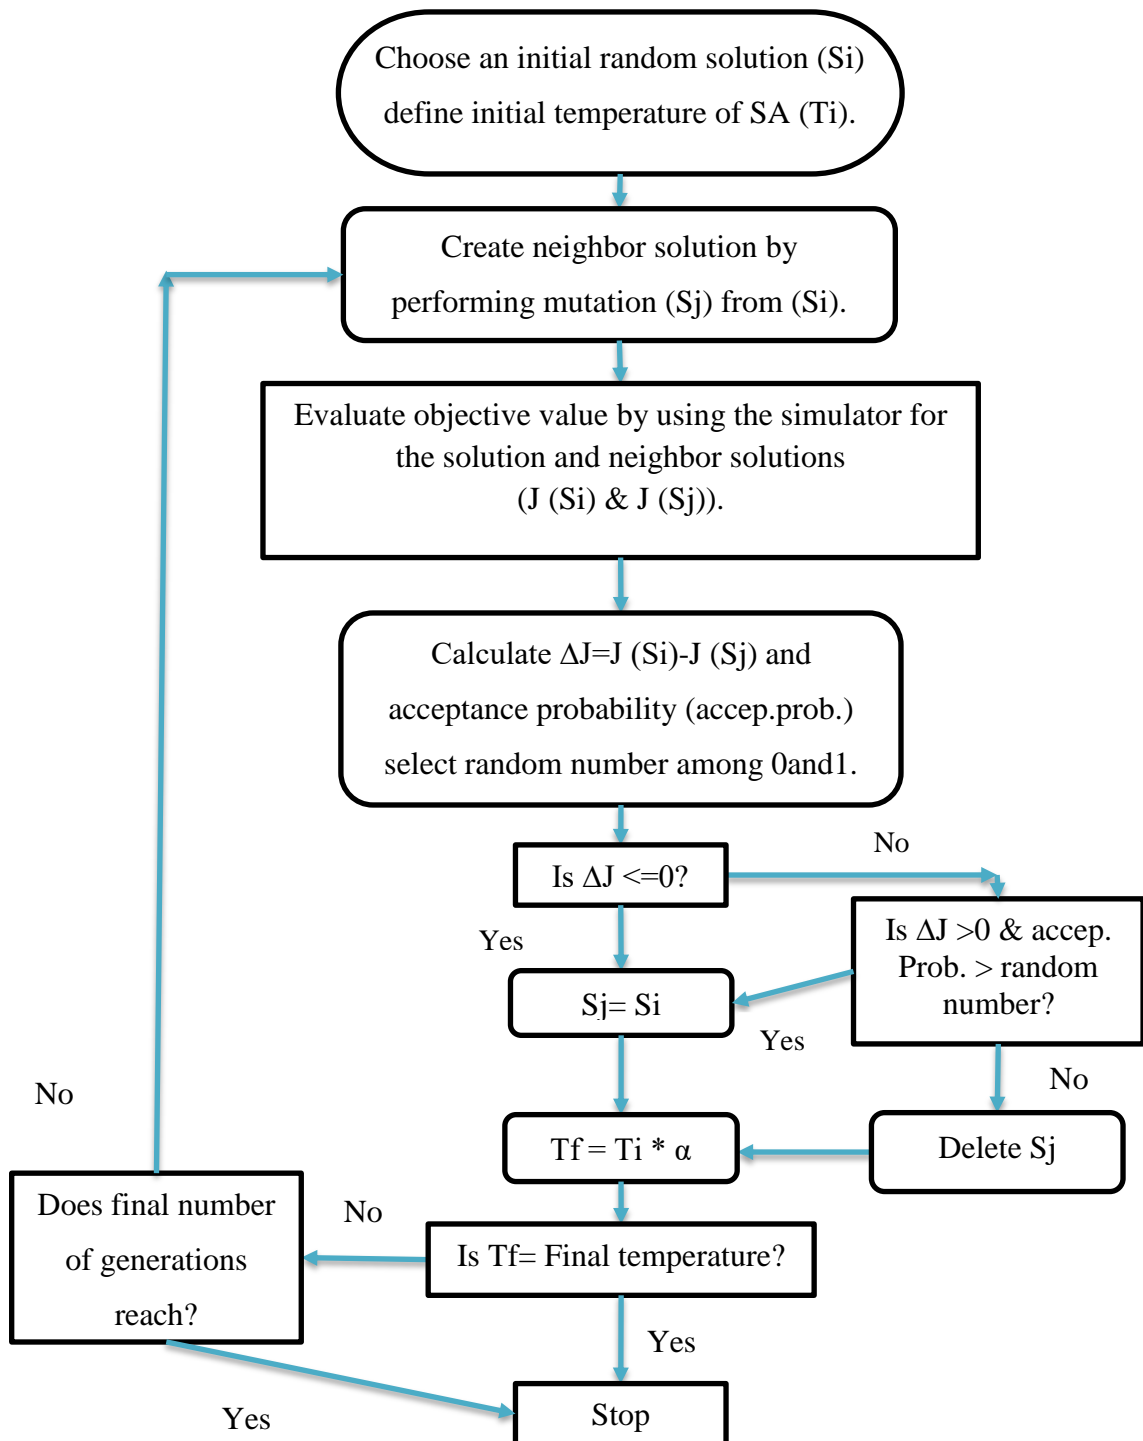 Choose an initial random solution (Si)
define initial temperature of SA (Ti).
Create neighbor solution by
performing mutation (Sj) from (Si).
Evaluate objective value by using the simulator for
the solution and neighbor solutions
(J (Si) & J (Sj)).
Calculate ΔJ=J (Si)-J (Sj) and
acceptance probability (accep.prob.)
select random number among 0and1.
Is ΔJ <=0?
No
Yes
Is ΔJ >0 & accep.
Prob. > random
number?
Sj= Si
Yes
No
No
Tf = Ti * α
Delete Sj
Does final number
of generations
reach?
No
Is Tf= Final temperature?
Yes
Yes
Stop